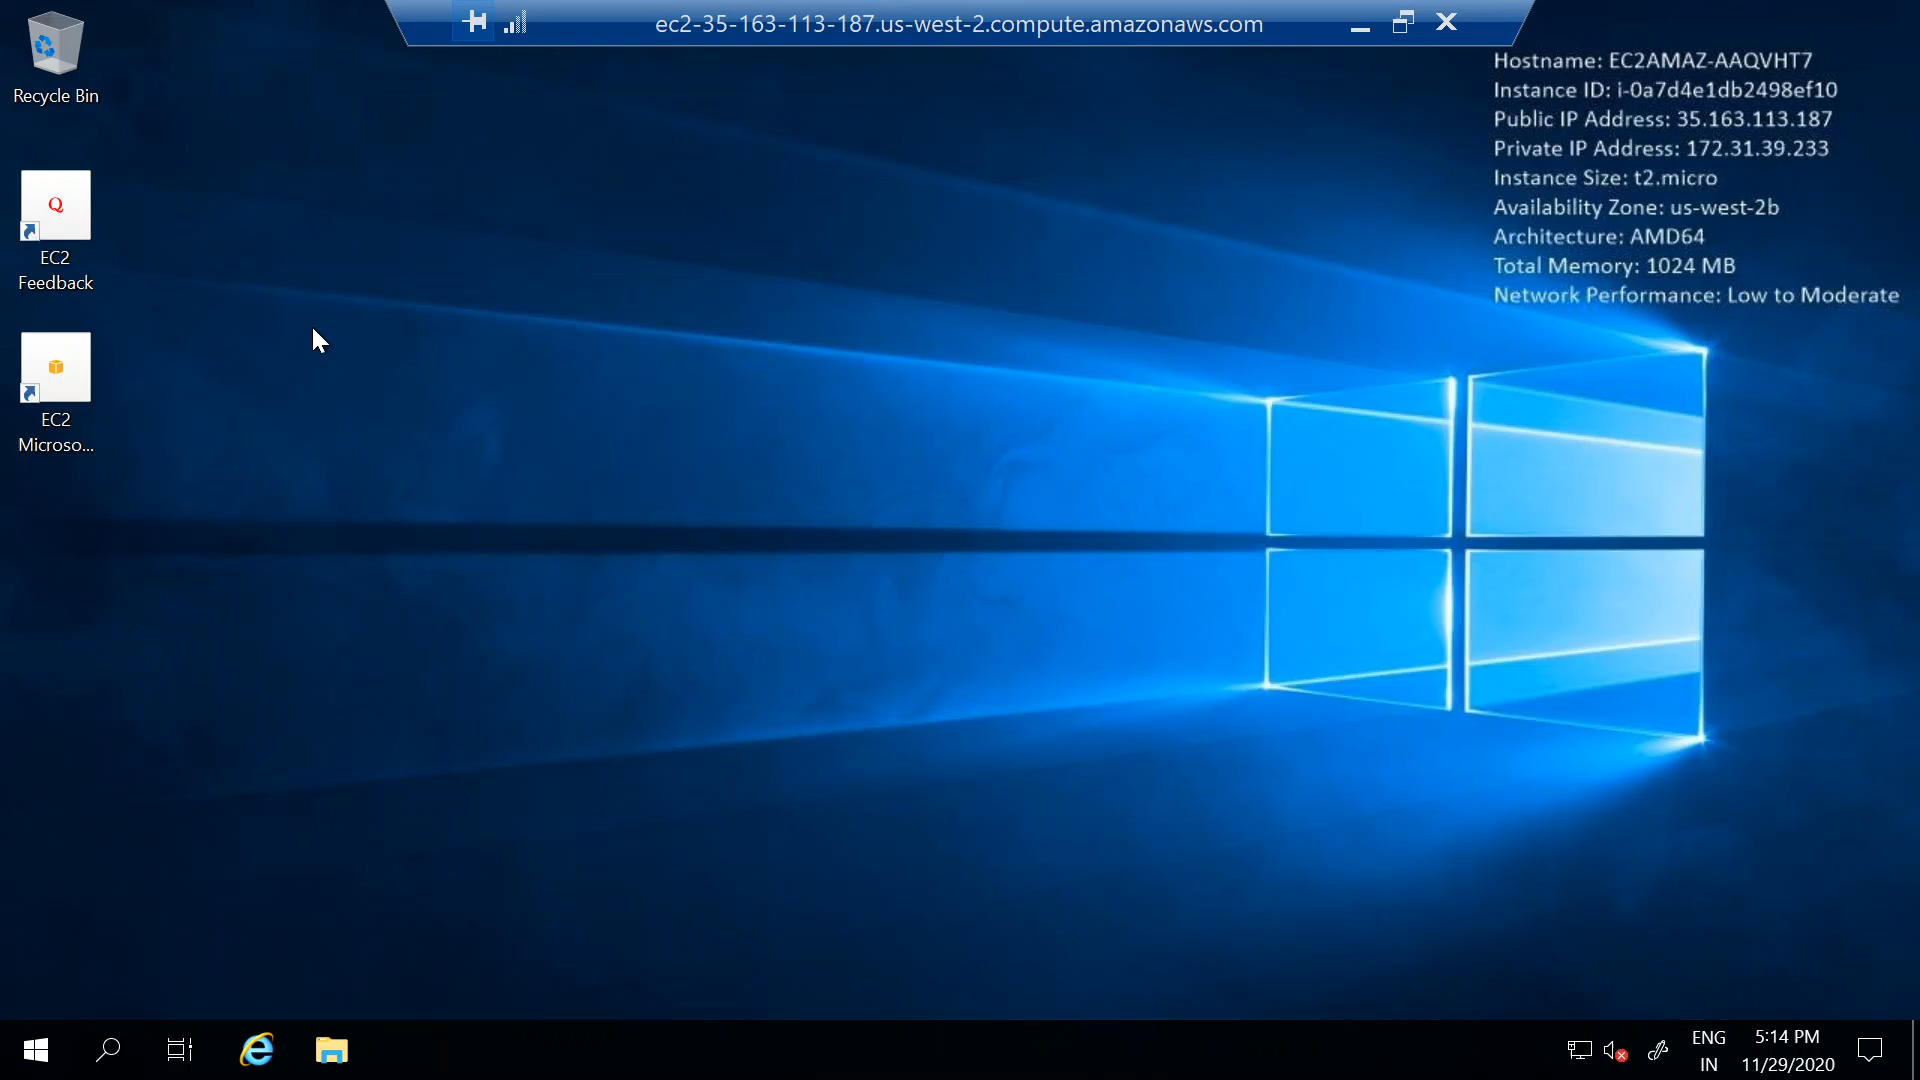 ec2-35-163-113-187.us-west-2.compute.amazonaws.com
Recycle Bin
Hostname: EC2AMAZ-AAQVHT7
Instance ID: i-0a7d4e1db2498ef10
Public IP Address: 35.163.113.187
Private IP Address: 172.31.39.233
Instance Size: t2.micro
Availability Zone: us-west-2b
Architecture: AMD64
Total Memory: 1024 MB
Network Performance: Low to Moderate
Q
EC2
Feedback
EC2
Microso...
ENG
IN
5:14 PM
11/29/2020